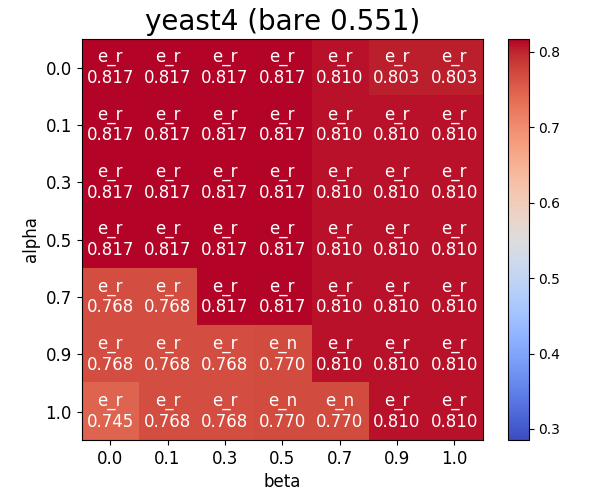 yeast4 (bare 0.551)
e_r e_r e_r e_r e_r e_r e_r
0.0 0.817 0.817 0.817 0.817 0.810 0.803 0.803 0.8
e_r e_r e_r e_r e_r e_r e_r
0.1 0.817 0.817 0.817 0.817 0.810 0.810 0.810 0.7
e_r e_r e_r e_r e_r e_r e_r
0.3 0.817 0.817 0.817 0.817 0.810 0.810 0.810 0.6
alpha
e_r e_r e_r e_r e_r e_r e_r
0.5 0.817 0.817 0.817 0.817 0.810 0.810 0.810 0.5
e_r e_r e_r e_r e_r e_r e_r
0.7 0.768 0.768 0.817 0.817 0.810 0.810 0.810
e_r e_r e_r e_n e_r e_r e_r
0.9 0.768 0.768 0.768 0.770 0.810 0.810 0.810 0.4
e_r e_r e_r e_n e_n e_r e_r
1.0 0.745 0.768 0.768 0.770 0.770 0.810 0.810 0.3
0.0 0.1 0.3 0.5 0.7 0.9 1.0
beta